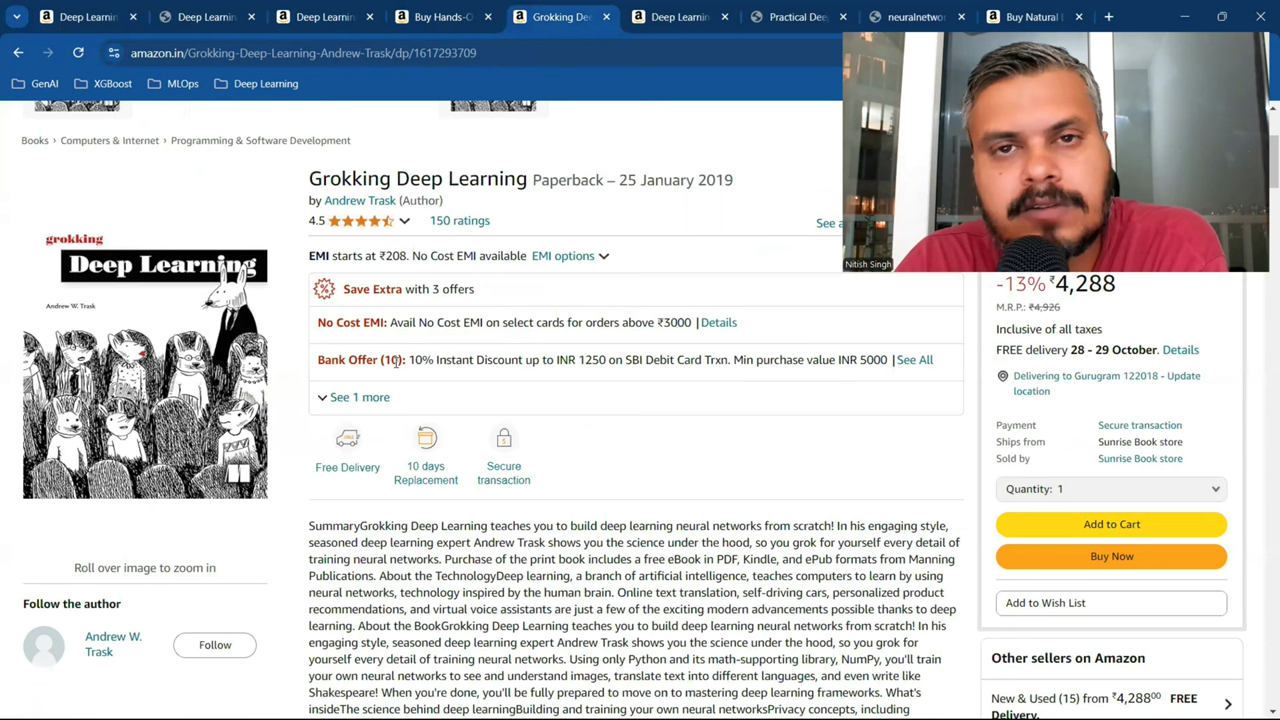 Deep Learnin
Deep Learnin
Deep Learnin
Buy Hands-O
Grokking De
Deep Learnin
Practical Dee
neuralnetwo
Buy Natural
amazon.in/Grokking-Deep-Learning-Andrew-Trask/dp/1617293709
GenAI
XGBoost
MLOps
Deep Learning
Books › Computers & Internet › Programming & Software Development
Grokking Deep Learning Paperback – 25 January 2019
by Andrew Trask (Author)
4.5 150 ratings
See a
EMI starts at ₹208. No Cost EMI available EMI options
Save Extra with 3 offers
No Cost EMI: Avail No Cost EMI on select cards for orders above ₹3000 | Details
Bank Offer (10): 10% Instant Discount up to INR 1250 on SBI Debit Card Trxn. Min purchase value INR 5000 | See All
See 1 more
Free Delivery
10 days
Replacement
Secure
transaction
SummaryGrokking Deep Learning teaches you to build deep learning neural networks from scratch! In his engaging style,
seasoned deep learning expert Andrew Trask shows you the science under the hood, so you grok for yourself every detail of
training neural networks. Purchase of the print book includes a free eBook in PDF, Kindle, and ePub formats from Manning
Publications. About the TechnologyDeep learning, a branch of artificial intelligence, teaches computers to learn by using
neural networks, technology inspired by the human brain. Online text translation, self-driving cars, personalized product
recommendations, and virtual voice assistants are just a few of the exciting modern advancements possible thanks to deep
learning. About the BookGrokking Deep Learning teaches you to build deep learning neural networks from scratch! In his
engaging style, seasoned deep learning expert Andrew Trask shows you the science under the hood, so you grok for
yourself every detail of training neural networks. Using only Python and its math-supporting library, NumPy, you'll train
your own neural networks to see and understand images, translate text into different languages, and even write like
Shakespeare! When you're done, you'll be fully prepared to move on to mastering deep learning frameworks. What's
insideThe science behind deep learningBuilding and training your own neural networksPrivacy concepts, including
grokking
Deep Learning
Andrew W. Trask
Roll over image to zoom in
Follow the author
Andrew W.
Trask
Follow
Nitish Singh
-13% ₹4,288
M.R.P.: ₹4,926
Inclusive of all taxes
FREE delivery 28 - 29 October. Details
Delivering to Gurugram 122018 - Update
location
Payment Secure transaction
Ships from Sunrise Book store
Sold by Sunrise Book store
Quantity: 1
Add to Cart
Buy Now
Add to Wish List
Other sellers on Amazon
New & Used (15) from ₹4,288⁰⁰ FREE
Delivery.